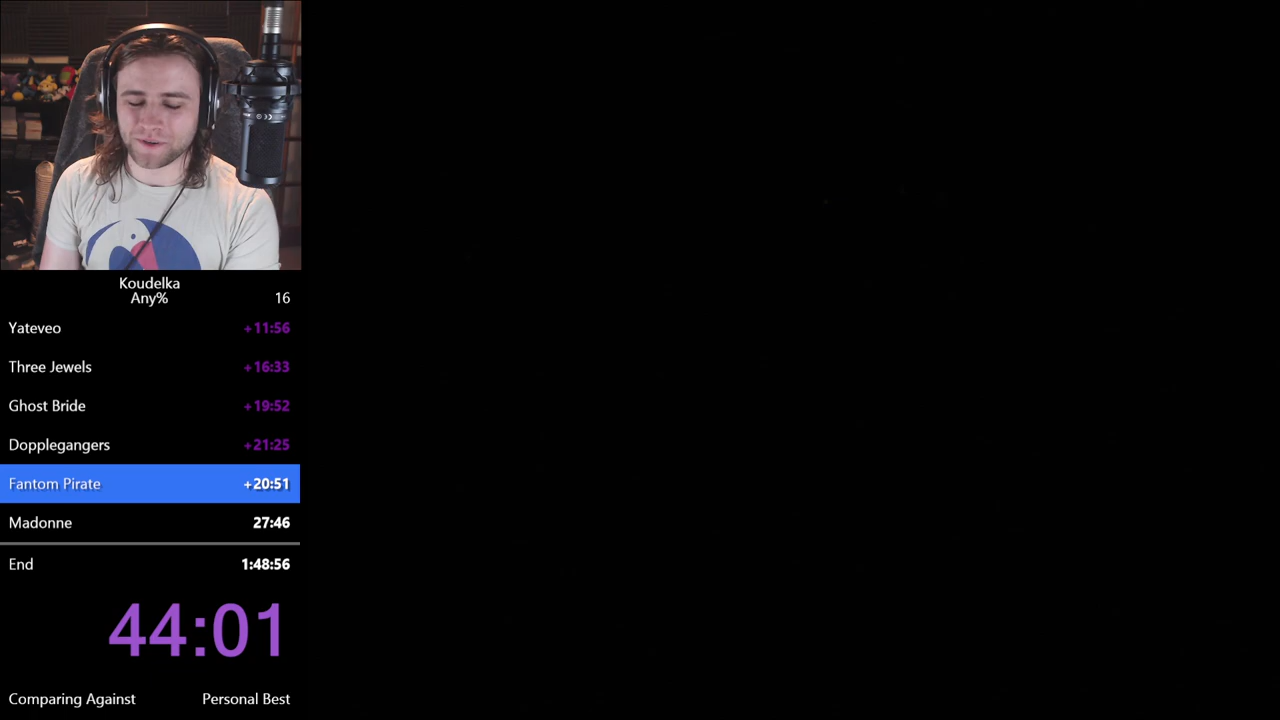 Koudelka
Any%
16
Yateveo +11:56
Three Jewels +16:33
Ghost Bride +19:52
Dopplegangers +21:25
Fantom Pirate +20:51
Madonne 27:46
End 1:48:56
44:01
Comparing Against Personal Best